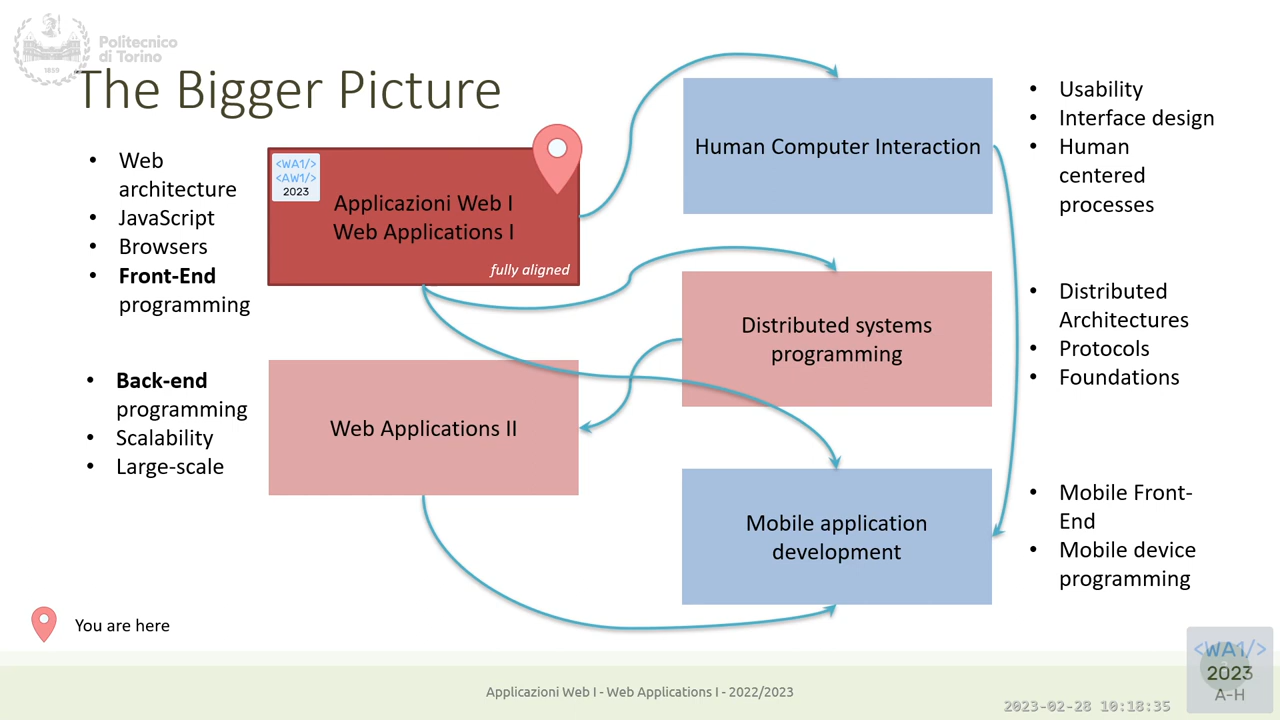 Politecnico
di Torino
1859
The Bigger Picture
• Web
architecture
• JavaScript
• Browsers
• Front-End
programming
<WA1/>
<AW1/>
2023
Applicazioni Web I
Web Applications I
fully aligned
Human Computer Interaction
• Usability
• Interface design
• Human
centered
processes
Distributed systems
programming
• Distributed
Architectures
• Protocols
• Foundations
• Back-end
programming
• Scalability
• Large-scale
Web Applications II
Mobile application
development
• Mobile Front-
End
• Mobile device
programming
You are here
Applicazioni Web I - Web Applications I - 2022/2023
2023-02-28 10:18:35
<WA1/>
2023
A-H